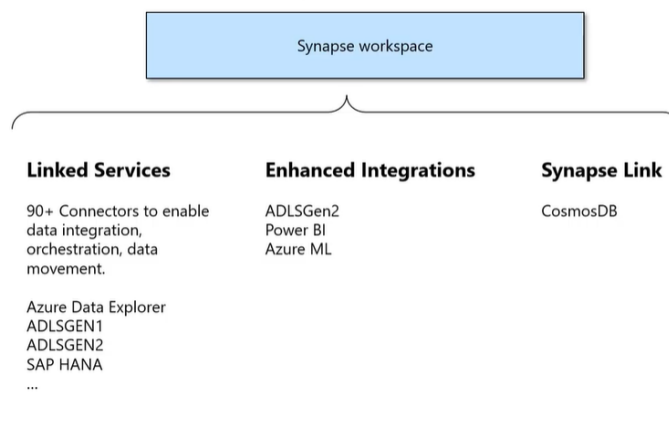 Synapse workspace
Linked Services
90+ Connectors to enable
data integration,
orchestration, data
movement.
Azure Data Explorer
ADLSGEN1
ADLSGEN2
SAP HANA
...
Enhanced Integrations
ADLSGen2
Power BI
Azure ML
Synapse Link
CosmosDB